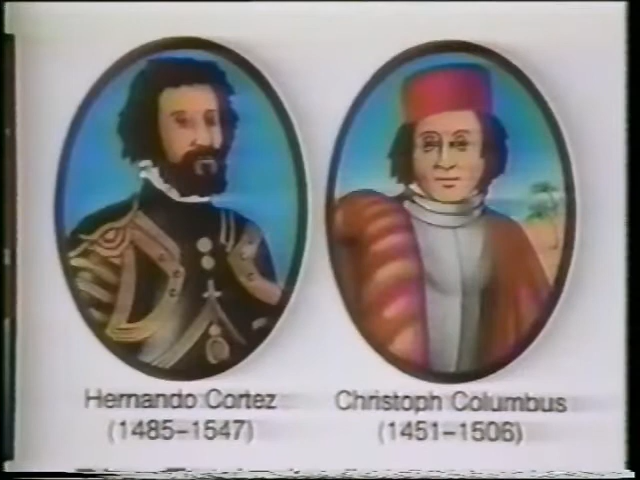 Hernando Cortez
(1485–1547)
Christoph Columbus
(1451–1506)